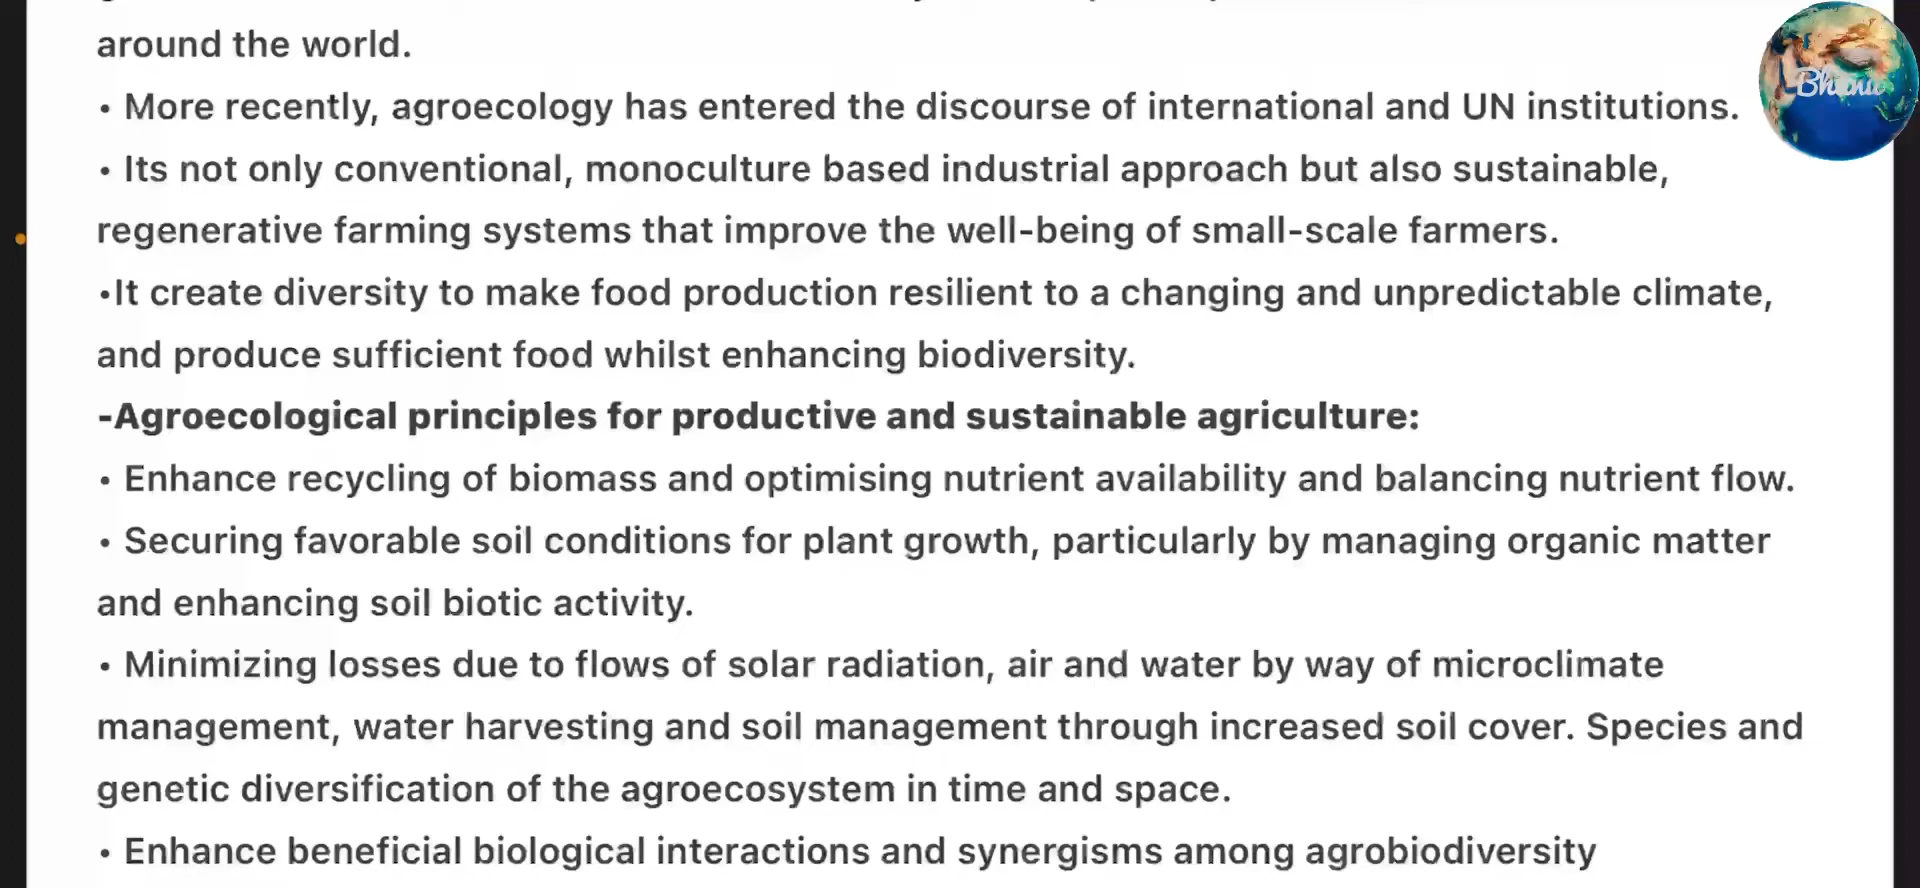 around the world.
• More recently, agroecology has entered the discourse of international and UN institutions.
• Its not only conventional, monoculture based industrial approach but also sustainable,
regenerative farming systems that improve the well-being of small-scale farmers.
•It create diversity to make food production resilient to a changing and unpredictable climate,
and produce sufficient food whilst enhancing biodiversity.
-Agroecological principles for productive and sustainable agriculture:
• Enhance recycling of biomass and optimising nutrient availability and balancing nutrient flow.
• Securing favorable soil conditions for plant growth, particularly by managing organic matter
and enhancing soil biotic activity.
• Minimizing losses due to flows of solar radiation, air and water by way of microclimate
management, water harvesting and soil management through increased soil cover. Species and
genetic diversification of the agroecosystem in time and space.
• Enhance beneficial biological interactions and synergisms among agrobiodiversity